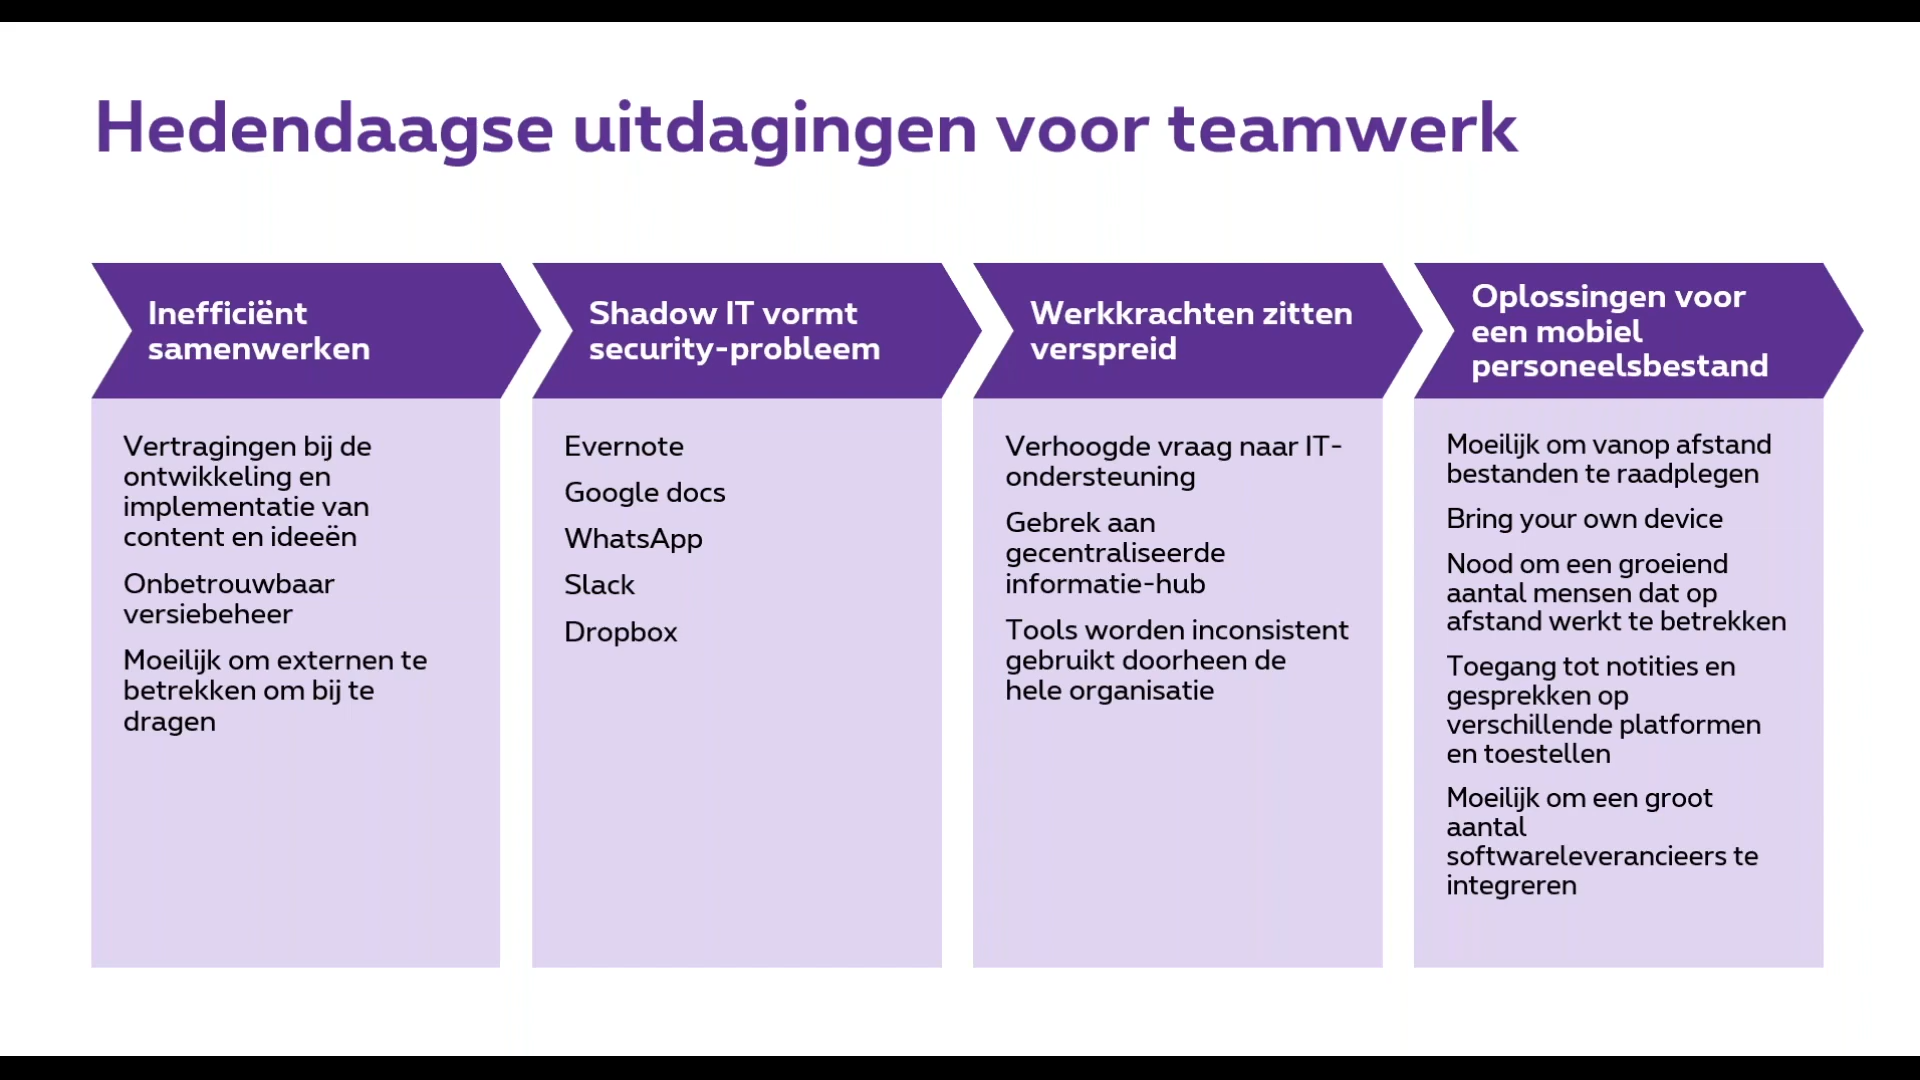 Hedendaagse uitdagingen voor teamwerk
Inefficiënt
samenwerken
Vertragingen bij de
ontwikkeling en
implementatie van
content en ideeën
Onbetrouwbaar
versiebeheer
Moeilijk om externen te
betrekken om bij te
dragen
Shadow IT vormt
security-probleem
Evernote
Google docs
WhatsApp
Slack
Dropbox
Werkkrachten zitten
verspreid
Verhoogde vraag naar IT-
ondersteuning
Gebrek aan
gecentraliseerde
informatie-hub
Tools worden inconsistent
gebruikt doorheen de
hele organisatie
Oplossingen voor
een mobiel
personeelsbestand
Moeilijk om vanop afstand
bestanden te raadplegen
Bring your own device
Nood om een groeiend
aantal mensen dat op
afstand werkt te betrekken
Toegang tot notities en
gesprekken op
verschillende platformen
en toestellen
Moeilijk om een groot
aantal
softwareleverancieers te
integreren